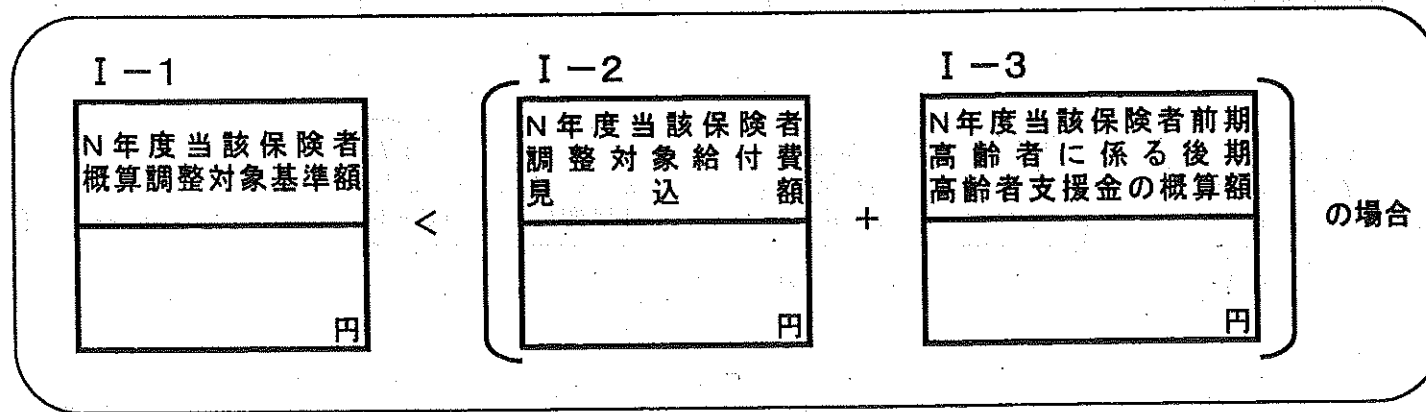 I－1
N年度当該保険者
概算調整対象基準額
円
＜
I－2
N年度当該保険者
調整対象給付費
見込額
円
＋
I－3
N年度当該保険者前期
高齢者に係る後期
高齢者支援金の概算額
円
の場合